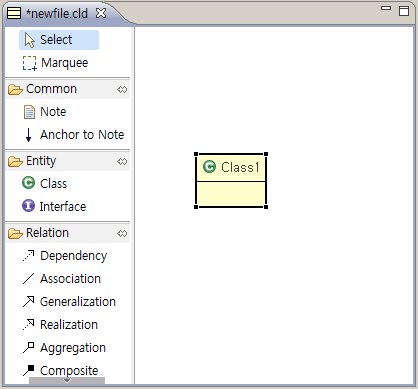 *newfile.cld
Select
Marquee
Common
Note
Anchor to Note
Entity
Class
Interface
Relation
Dependency
Association
Generalization
Realization
Aggregation
Composite
Class1